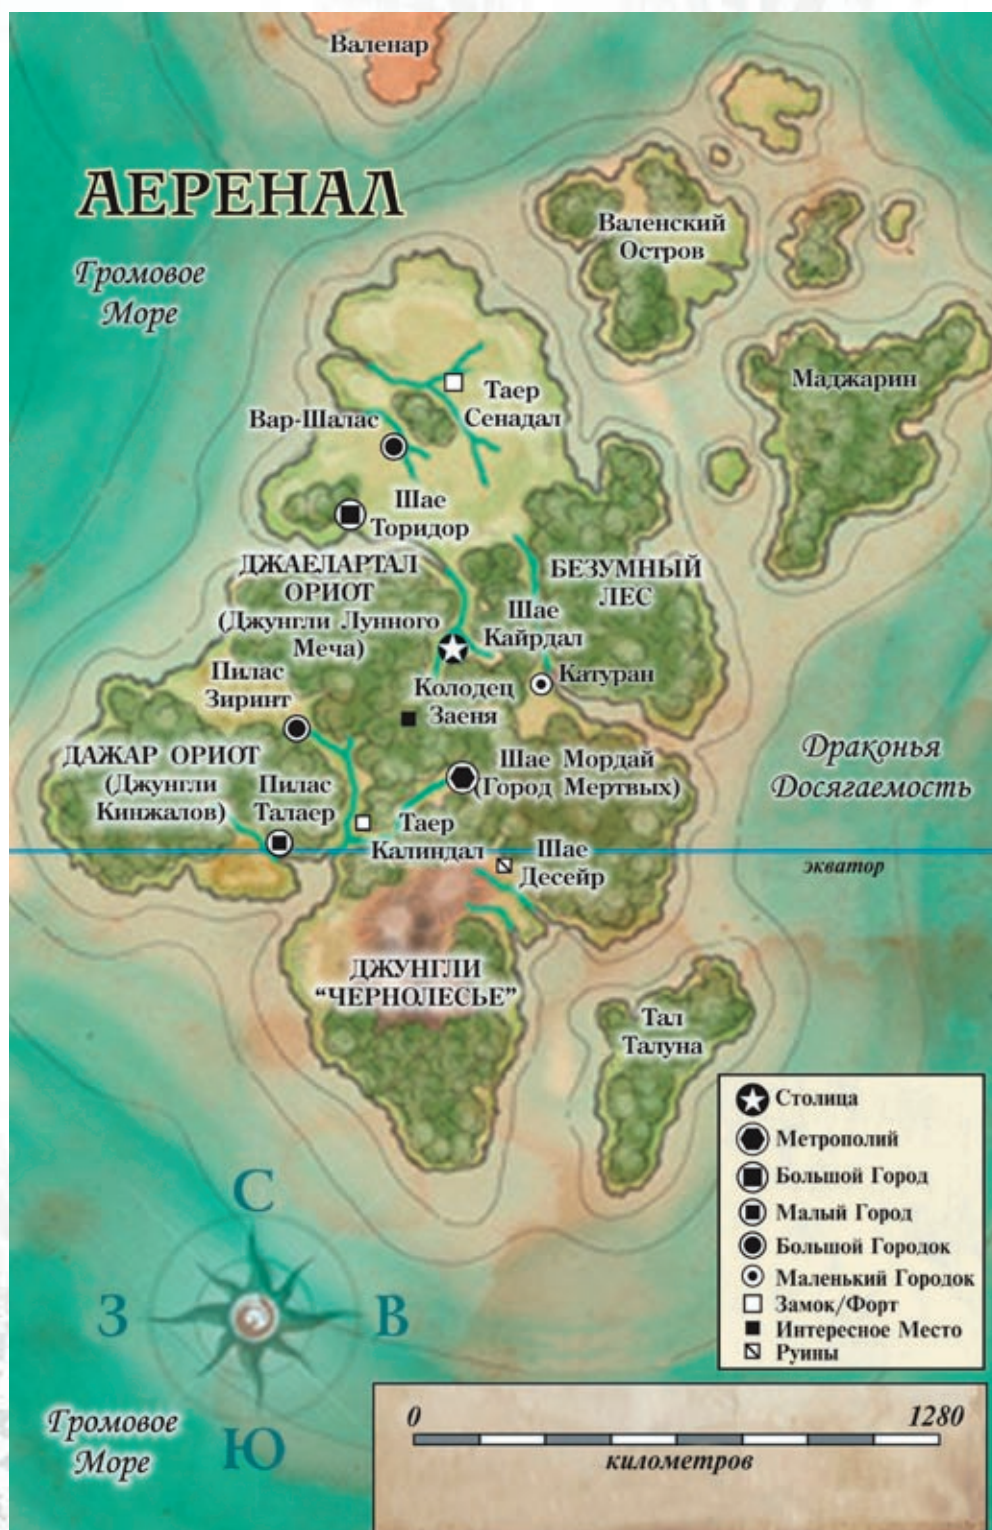 Валенар
АЕРЕНАЛ
Громовое
Море
Валенский
Остров
Маджарин
Таер
Сенадал
Вар-Шалас
Шае
Торидор
ДЖАЕЛАРТАЛ
ОРИОТ
(Джунгли Лунного
Меча)
БЕЗУМНЫЙ
ЛЕС
Шае
Кайрдал
Катуран
Пилас
Зиринт
Колодец
Заеня
ДАЖАР ОРИОТ
(Джунгли
Кинжалов)
Пилас
Талаер
Шае Мордай
(Город Мертвых)
Драконья
Досягаемость
Таер
Калиндал
Шае
Десейр
экватор
ДЖУНГЛИ
“ЧЕРНОЛЕСЬЕ”
Тал
Талуна
Столица
Метрополий
Большой Город
Малый Город
Большой Городок
Маленький Городок
Замок/Форт
Интересное Место
Руины
С
З
В
Ю
Громовое
Море
0
1280
километров